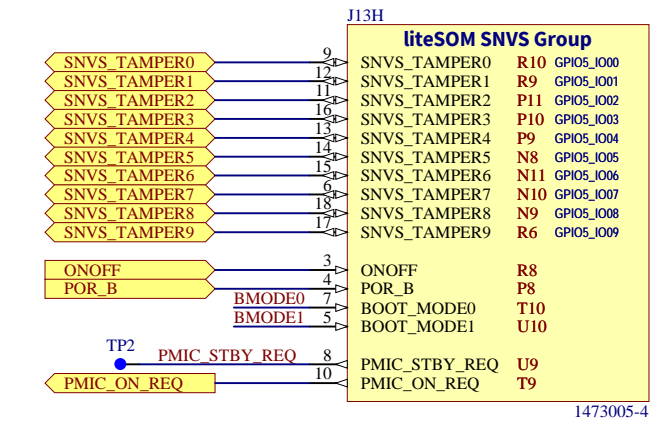 J13H
liteSOM SNVS Group
SNVS_TAMPER0 9 SNVS_TAMPER0 R10 GPIO5_IO00
SNVS_TAMPER1 12 SNVS_TAMPER1 R9 GPIO5_IO01
SNVS_TAMPER2 11 SNVS_TAMPER2 P11 GPIO5_IO02
SNVS_TAMPER3 16 SNVS_TAMPER3 P10 GPIO5_IO03
SNVS_TAMPER4 13 SNVS_TAMPER4 P9 GPIO5_IO04
SNVS_TAMPER5 14 SNVS_TAMPER5 N8 GPIO5_IO05
SNVS_TAMPER6 15 SNVS_TAMPER6 N11 GPIO5_IO06
SNVS_TAMPER7 6 SNVS_TAMPER7 N10 GPIO5_IO07
SNVS_TAMPER8 18 SNVS_TAMPER8 N9 GPIO5_IO08
SNVS_TAMPER9 17 SNVS_TAMPER9 R6 GPIO5_IO09
ONOFF 3 ONOFF R8
POR_B 4 POR_B P8
BMODE0 7 BOOT_MODE0 T10
BMODE1 5 BOOT_MODE1 U10
TP2
PMIC_STBY_REQ 8 PMIC_STBY_REQ U9
PMIC_ON_REQ 10 PMIC_ON_REQ T9
1473005-4